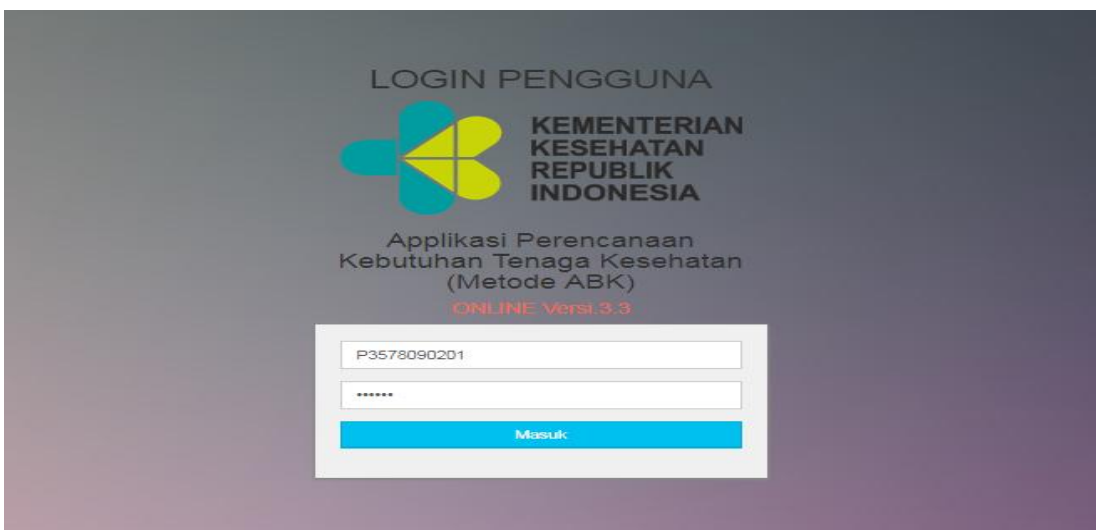 LOGIN PENGGUNA
KEMENTERIAN
KESEHATAN
REPUBLIK
INDONESIA
Applikasi Perencanaan
Kebutuhan Tenaga Kesehatan
(Metode ABK)
ONLINE Versi.3.3
P3578090201
••••••
Masuk